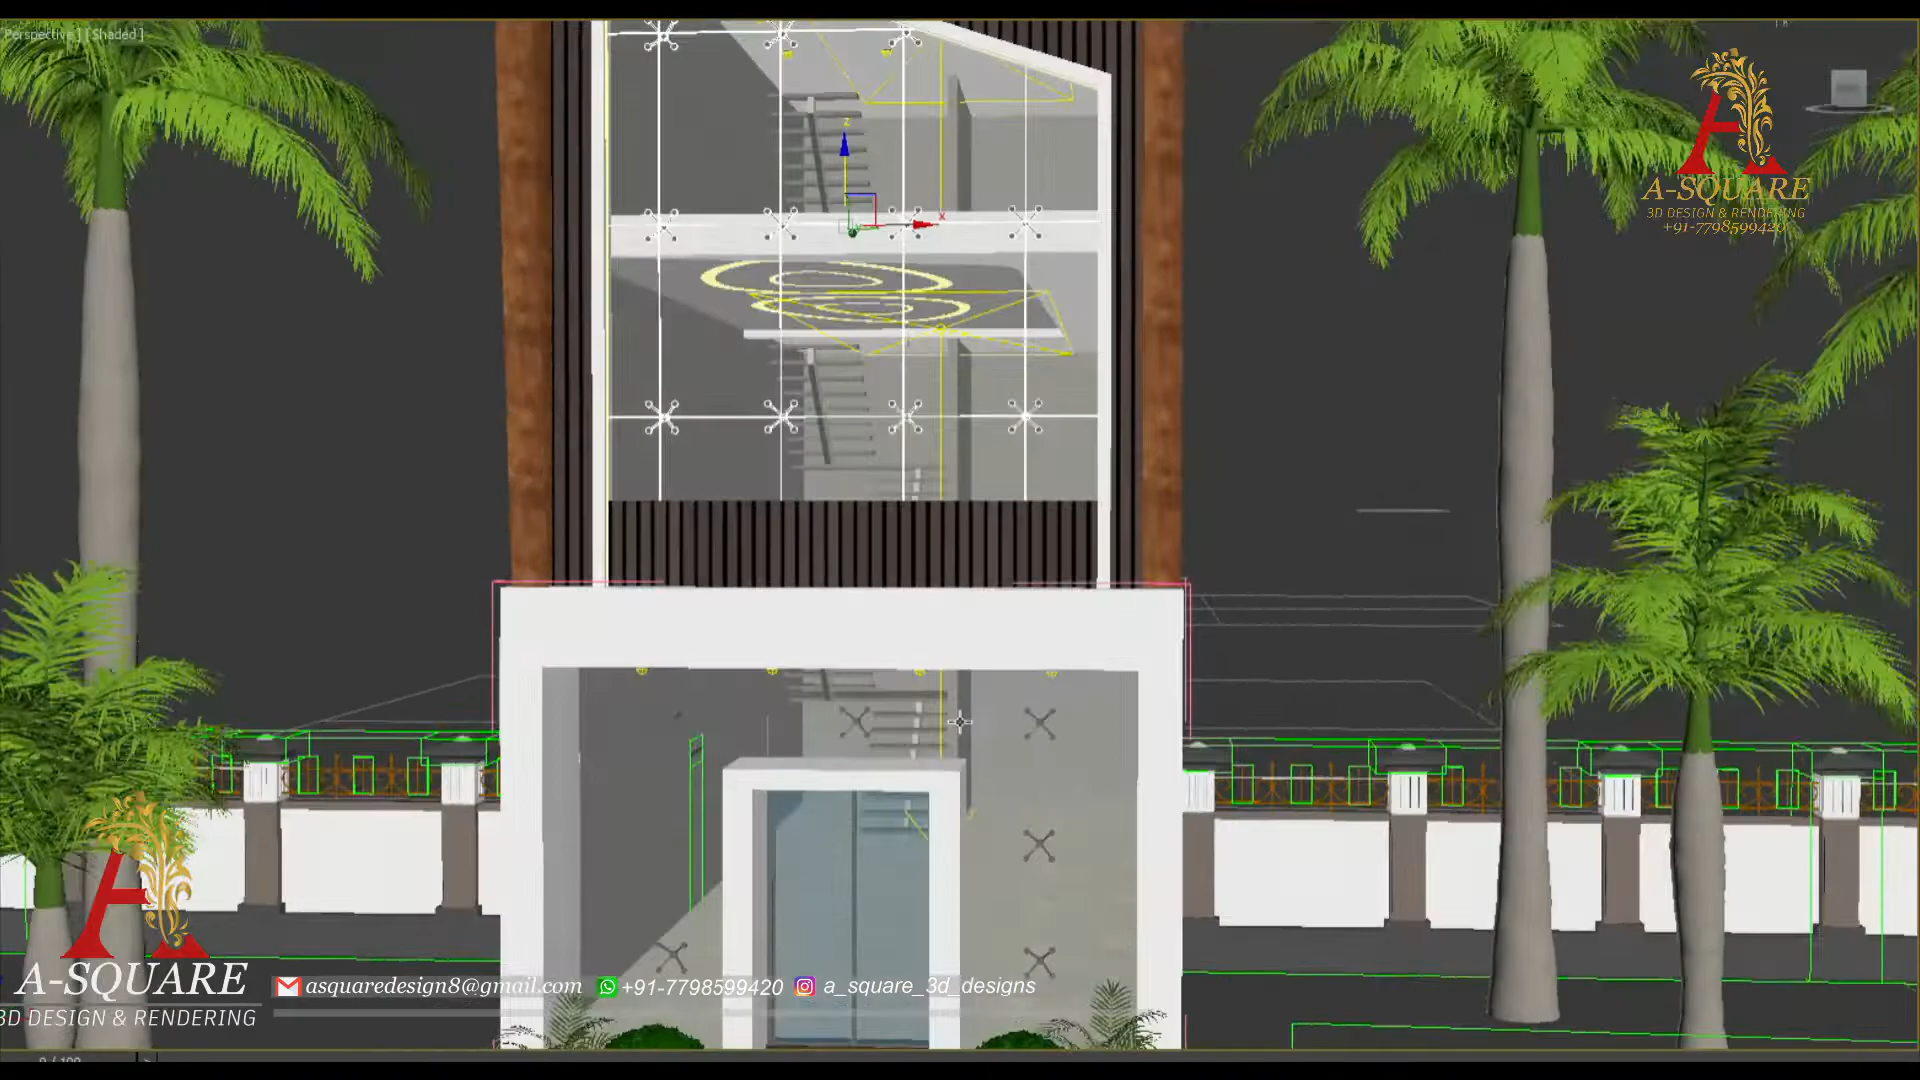 Perspective ] [ Shaded ]
z
x
A-SQUARE
3D DESIGN & RENDERING
+91-7798599420
A-SQUARE
3D DESIGN & RENDERING
asquaredesign8@gmail.com
+91-7798599420
a_square_3d_designs